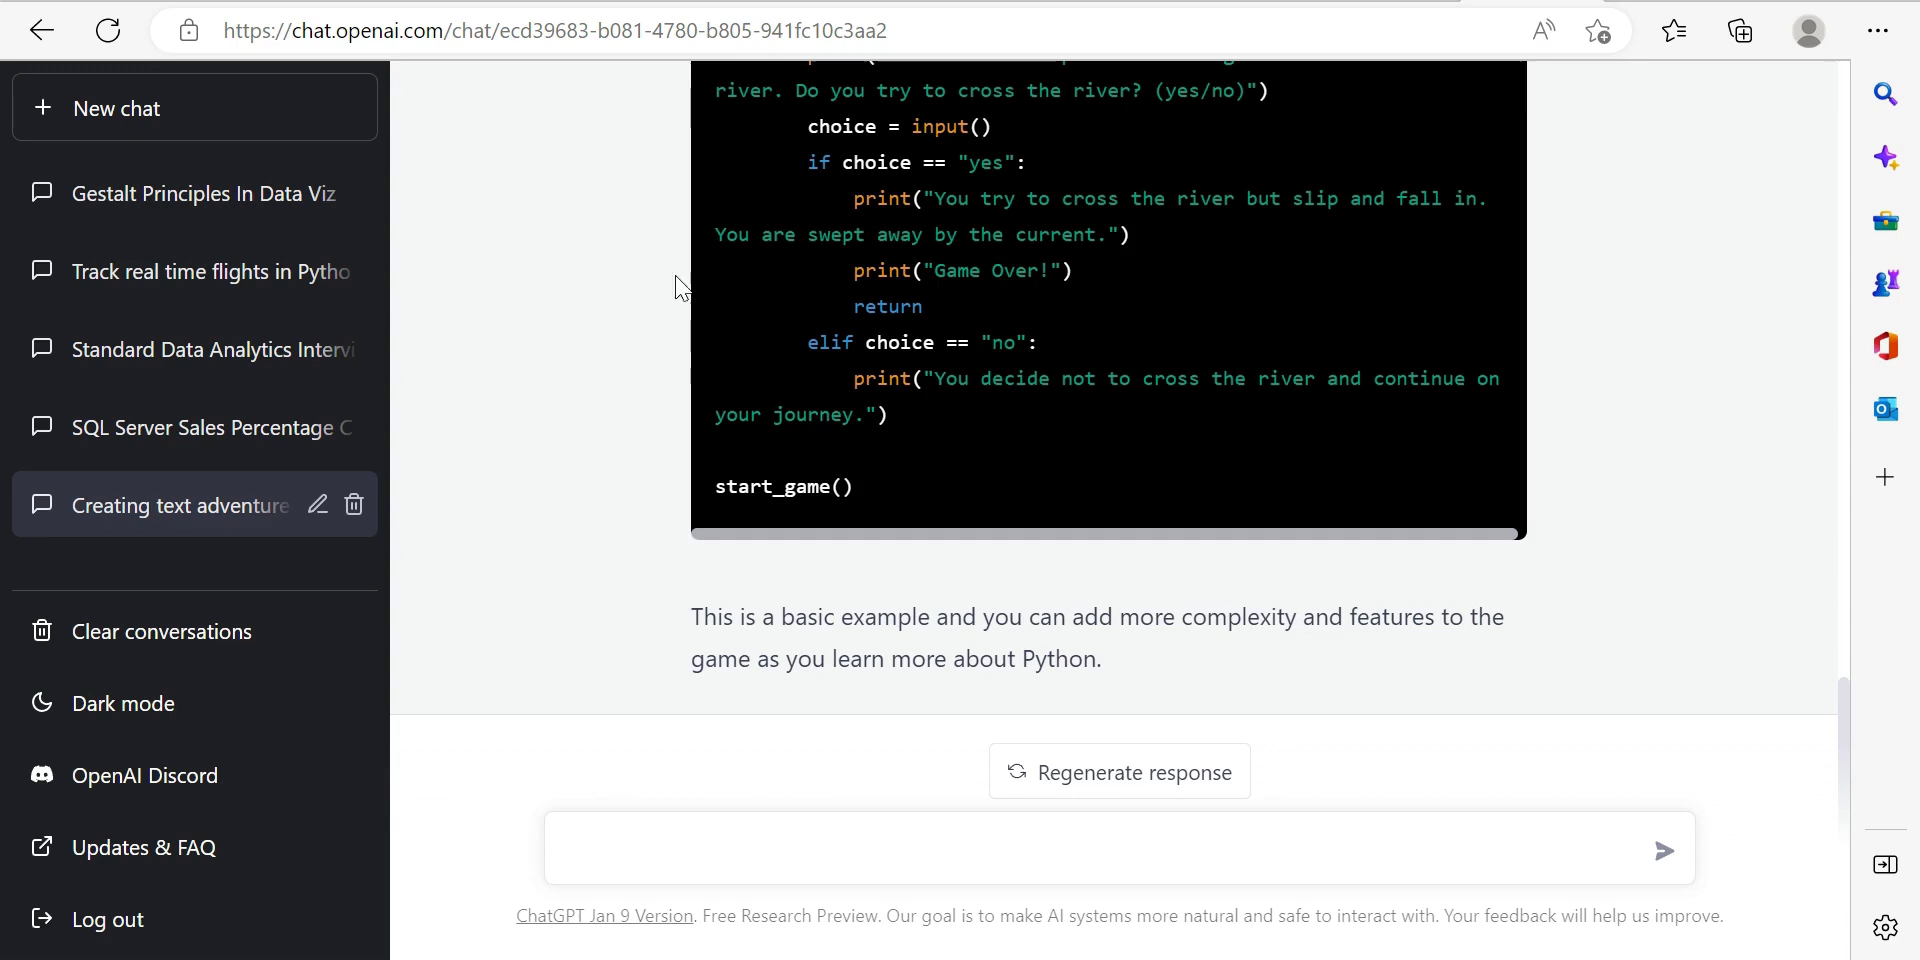 https://chat.openai.com/chat/ecd39683-b081-4780-b805-941fc10c3aa2
New chat
Gestalt Principles In Data Viz
Track real time flights in Pytho
Standard Data Analytics Intervi
SQL Server Sales Percentage C
Creating text adventure
Clear conversations
Dark mode
OpenAI Discord
Updates & FAQ
Log out
river. Do you try to cross the river? (yes/no)")
choice = input()
if choice == "yes":
print("You try to cross the river but slip and fall in.
You are swept away by the current.")
print("Game Over!")
return
elif choice == "no":
print("You decide not to cross the river and continue on
your journey.")
start_game()
This is a basic example and you can add more complexity and features to the
game as you learn more about Python.
Regenerate response
ChatGPT Jan 9 Version. Free Research Preview. Our goal is to make AI systems more natural and safe to interact with. Your feedback will help us improve.